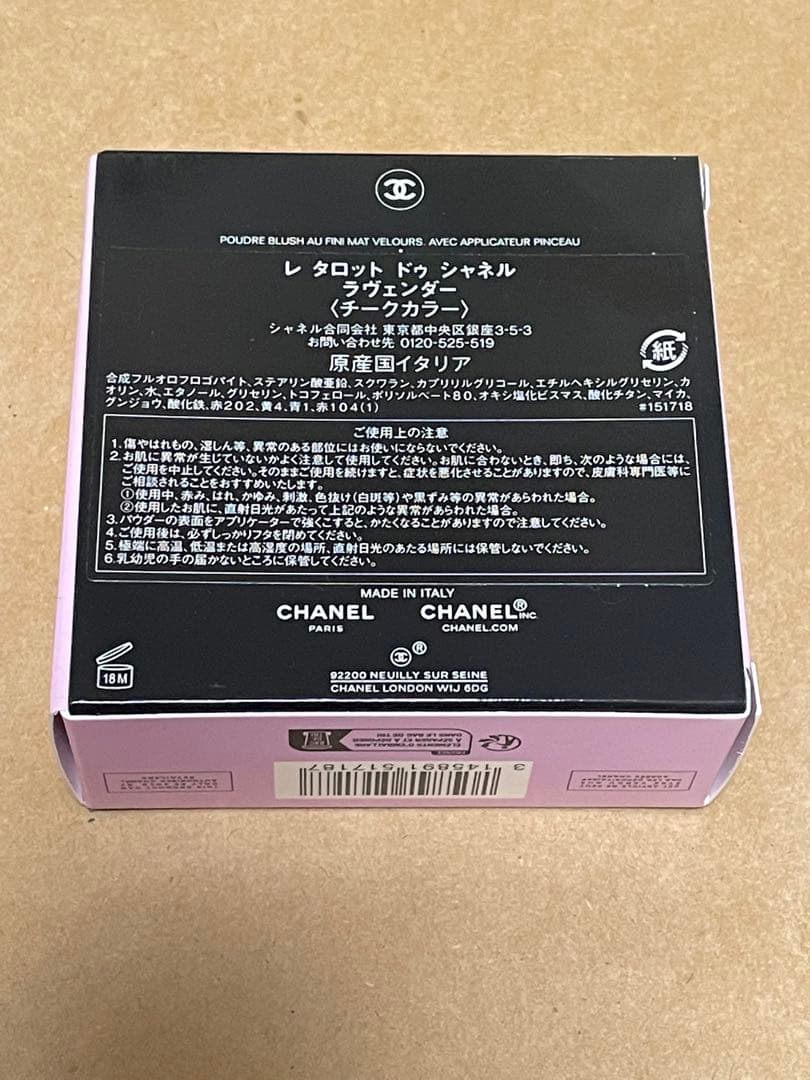 POUDRE BLUSH AU FINI MAT VELOURS. AVEC APPLICATEUR PINCEAU
レ タロット ドゥ シャネル
ラヴェンダー
〈チークカラー〉
シャネル合同会社 東京都中央区銀座3-5-3
お問い合わせ先 0120-525-519
原産国イタリア
紙
合成フルオロフロゴパイト、ステアリン酸亜鉛、スクワラン、カプリリルグリコール、エチルヘキシルグリセリン、カ
オリン、水、エタノール、グリセリン、トコフェロール、ポリソルベート80、オキシ塩化ビスマス、酸化チタン、マイカ、
グンジョウ、酸化鉄、赤202、黄4、青1、赤104(1)
#151718
ご使用上の注意
1. 傷やはれもの、湿しん等、異常のある部位にはお使いにならないでください。
2. お肌に異常が生じていないかよく注意して使用してください。お肌に合わないとき、即ち、次のような場合には、
ご使用を中止してください。そのままご使用を続けますと、症状を悪化させることがありますので、皮膚科専門医等に
ご相談されることをおすすめいたします。
①使用中、赤み、はれ、かゆみ、刺激、色抜け(白斑等)や黒ずみ等の異常があらわれた場合。
②使用したお肌に、直射日光があたって上記のような異常があらわれた場合。
3. パウダーの表面をアプリケーターで強くこすると、かたくなることがありますので注意してください。
4. ご使用後は、必ずしっかりフタを閉めてください。
5. 極端に高温、低温または高湿度の場所、直射日光のあたる場所には保管しないでください。
6. 乳幼児の手の届かないところに保管してください。
MADE IN ITALY
CHANEL CHANEL® INC.
PARIS CHANEL.COM
®
18M
92200 NEUILLY SUR SEINE
CHANEL LONDON W1J 6DG
ÉLÉMENTS D'EMBALLAGE
À SÉPARER ET À DÉPOSER
DANS LE BAC DE TRI
3 145891 517187